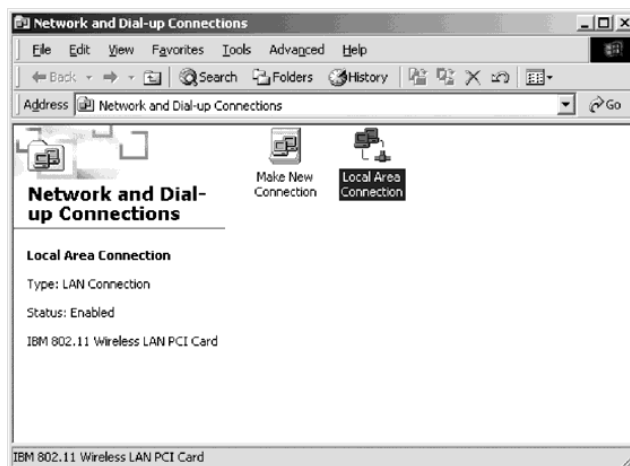 Network and Dial-up Connections
File Edit View Favorites Tools Advanced Help
Back Search Folders History
Address Network and Dial-up Connections Go
Make New Connection
Local Area Connection
Network and Dial-
up Connections
Local Area Connection
Type: LAN Connection
Status: Enabled
IBM 802.11 Wireless LAN PCI Card
IBM 802.11 Wireless LAN PCI Card